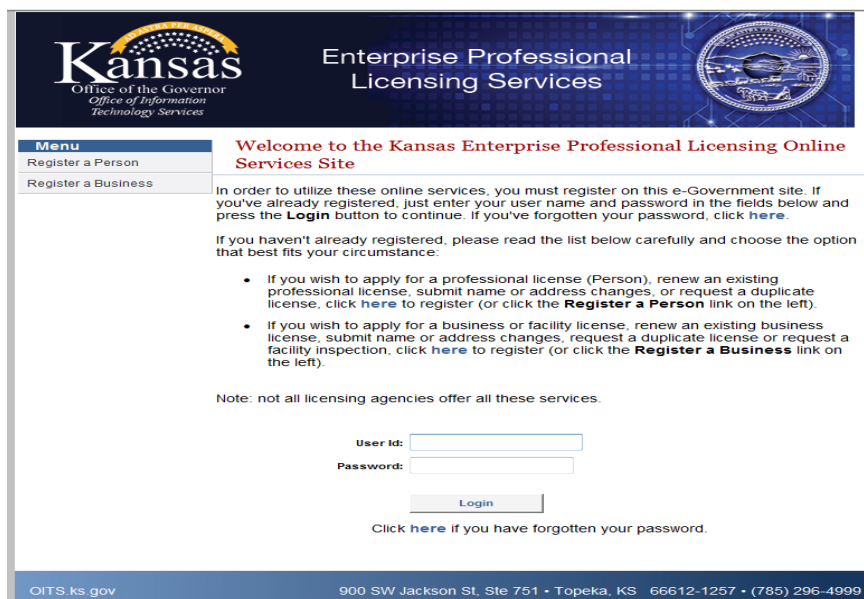 AD ASTRA PER ASPERA
Kansas
Office of the Governor
Office of Information
Technology Services
Enterprise Professional
Licensing Services
Menu
Register a Person
Register a Business
Welcome to the Kansas Enterprise Professional Licensing Online
Services Site
In order to utilize these online services, you must register on this e-Government site. If
you've already registered, just enter your user name and password in the fields below and
press the Login button to continue. If you've forgotten your password, click here.
If you haven't already registered, please read the list below carefully and choose the option
that best fits your circumstance:
• If you wish to apply for a professional license (Person), renew an existing
professional license, submit name or address changes, or request a duplicate
license, click here to register (or click the Register a Person link on the left).
• If you wish to apply for a business or facility license, renew an existing business
license, submit name or address changes, request a duplicate license or request a
facility inspection, click here to register (or click the Register a Business link on
the left).
Note: not all licensing agencies offer all these services.
User Id:
Password:
Login
Click here if you have forgotten your password.
OITS.ks.gov
900 SW Jackson St, Ste 751 • Topeka, KS 66612-1257 • (785) 296-4999